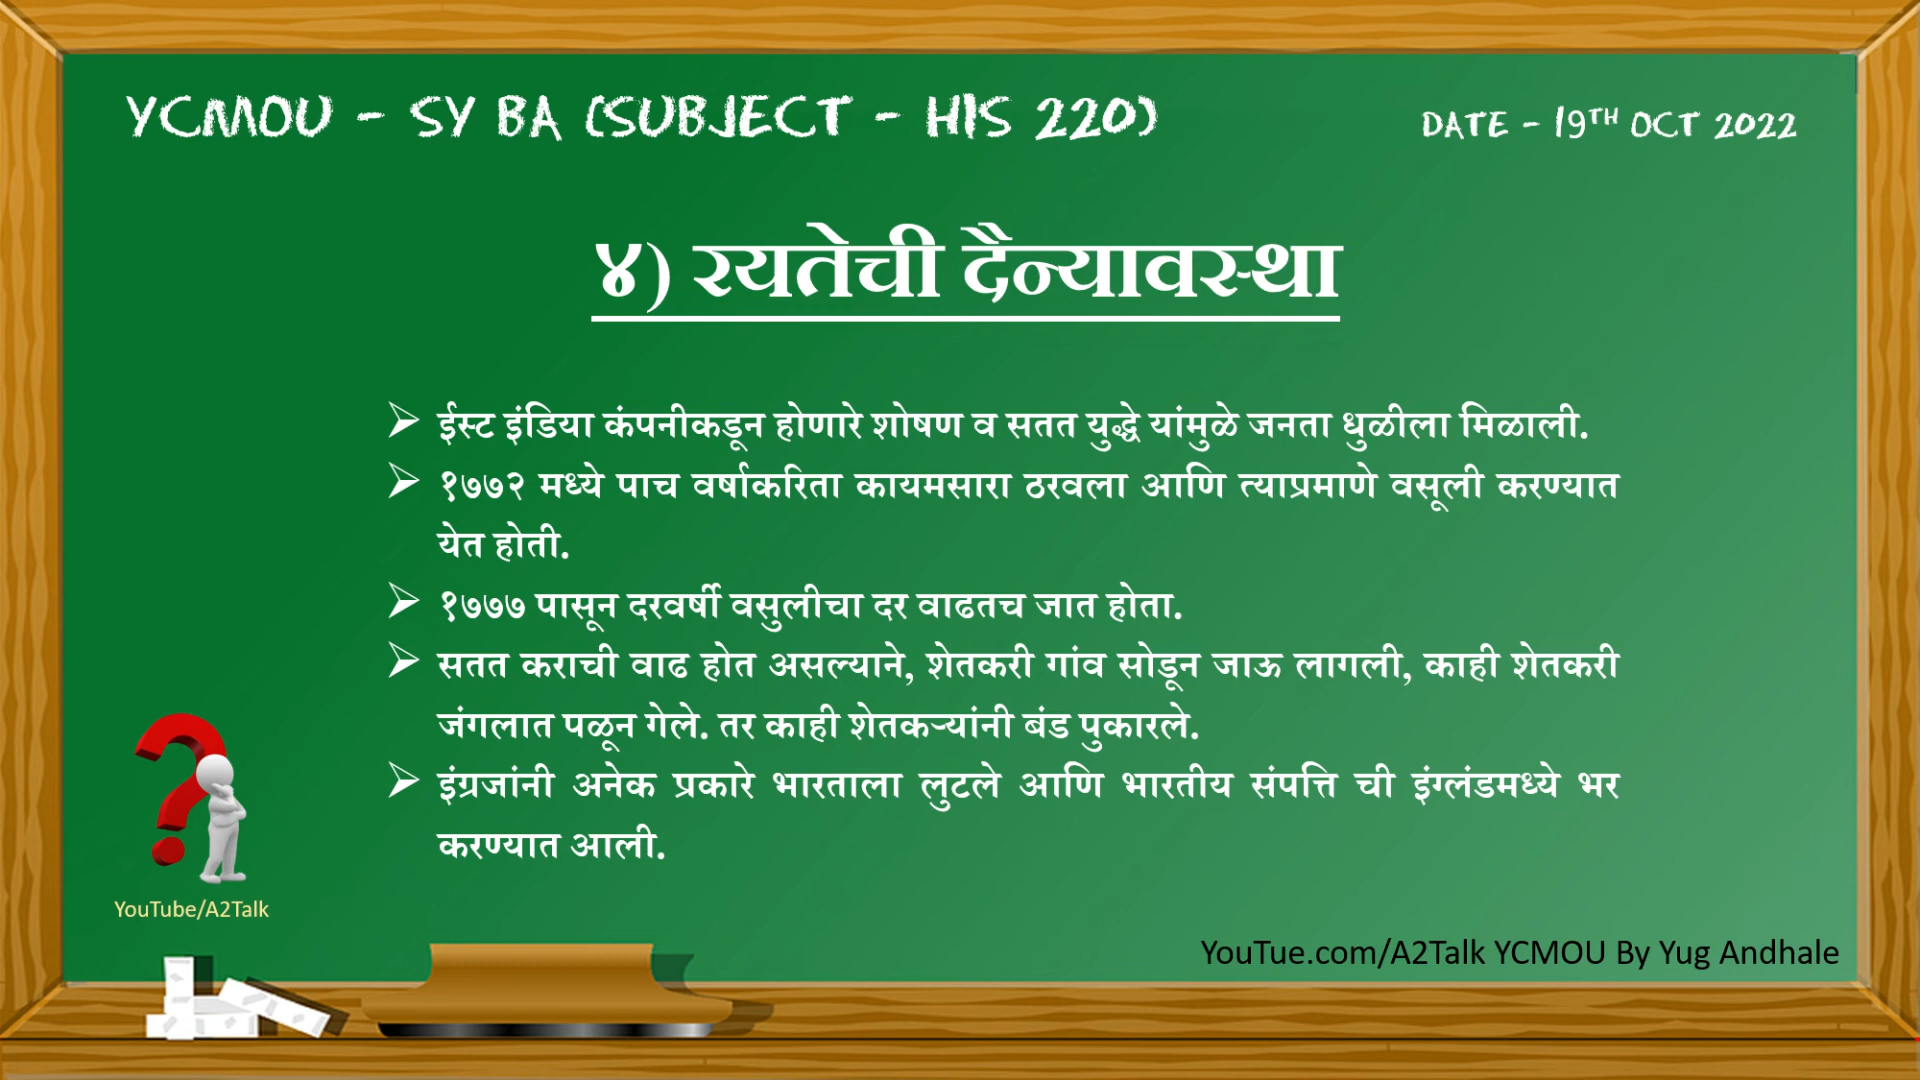 YCMOU - SY BA (SUBJECT - HIS 220)
DATE - 19TH OCT 2022
४) रयतेची दैन्यावस्था
➢ ईस्ट इंडिया कंपनीकडून होणारे शोषण व सतत युद्धे यांमुळे जनता धुळीला मिळाली.
➢ १७७२ मध्ये पाच वर्षाकरिता कायमसारा ठरवला आणि त्याप्रमाणे वसूली करण्यात
येत होती.
➢ १७७७ पासून दरवर्षी वसुलीचा दर वाढतच जात होता.
➢ सतत कराची वाढ होत असल्याने, शेतकरी गांव सोडून जाऊ लागली, काही शेतकरी
जंगलात पळून गेले. तर काही शेतकऱ्यांनी बंड पुकारले.
➢ इंग्रजांनी अनेक प्रकारे भारताला लुटले आणि भारतीय संपत्ति ची इंग्लंडमध्ये भर
करण्यात आली.
YouTube/A2Talk
YouTue.com/A2Talk YCMOU By Yug Andhale